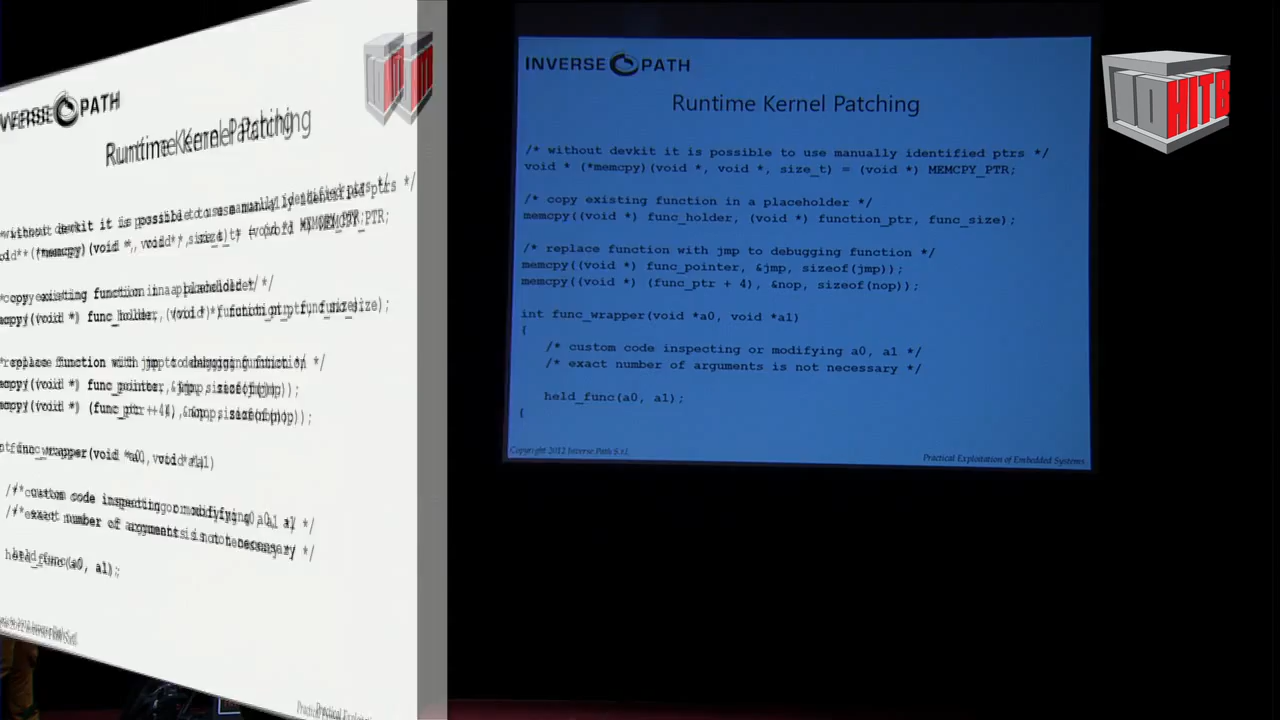 INVERSE PATH
Runtime Kernel Patching
/* without devkit it is possible to use manually identified ptrs */
void * (*memcpy)(void *, void *, size_t) = (void *) MEMCPY_PTR;
/* copy existing function in a placeholder */
memcpy((void *) func_holder, (void *) function_ptr, func_size);
/* replace function with jmp to debugging function */
memcpy((void *) func_pointer, &jmp, sizeof(jmp));
memcpy((void *) (func_ptr + 4), &nop, sizeof(nop));
int func_wrapper(void *a0, void *a1)
{
/* custom code inspecting or modifying a0, a1 */
/* exact number of arguments is not necessary */
held_func(a0, a1);
{
Copyright 2012 Inverse Path S.r.l.
Practical Exploitation of Embedded Systems
HITB